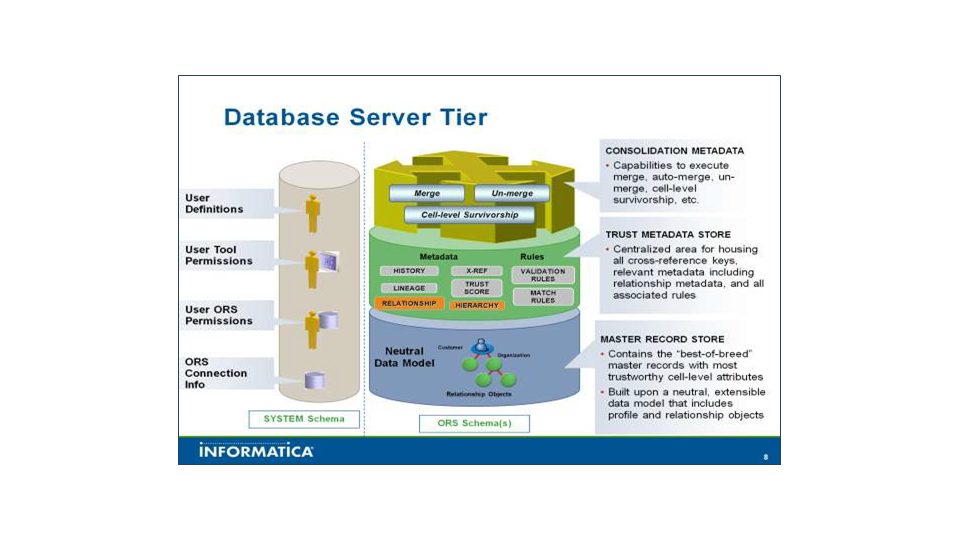 Database Server Tier
User
Definitions
User Tool
Permissions
User ORS
Permissions
ORS
Connection
Info
SYSTEM Schema
Merge
Un-merge
Cell-level Survivorship
Metadata
Rules
HISTORY
X-REF
VALIDATION
RULES
LINEAGE
TRUST
SCORE
MATCH
RULES
RELATIONSHIP
HIERARCHY
Neutral
Data Model
Customer
Organization
Relationship Objects
ORS Schema(s)
CONSOLIDATION METADATA
• Capabilities to execute
merge, auto-merge, un-
merge, cell-level
survivorship, etc.
TRUST METADATA STORE
• Centralized area for housing
all cross-reference keys,
relevant metadata including
relationship metadata, and all
associated rules
MASTER RECORD STORE
• Contains the “best-of-breed”
master records with most
trustworthy cell-level attributes
• Built upon a neutral, extensible
data model that includes
profile and relationship objects
INFORMATICA
8